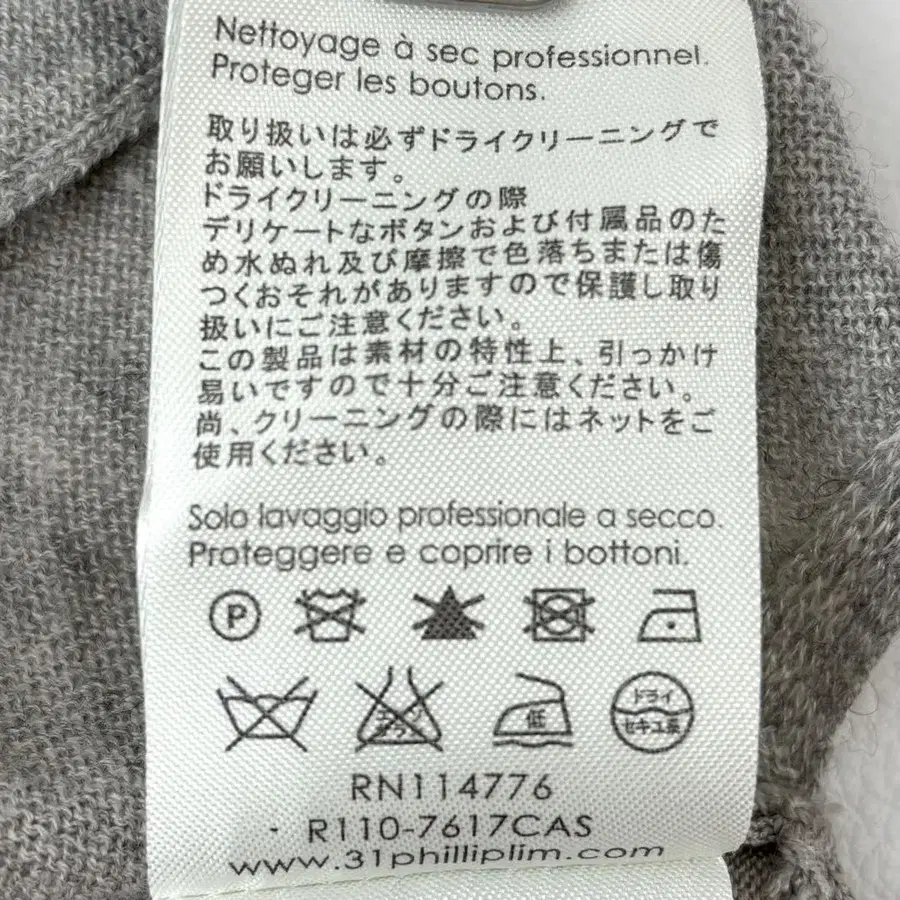 Nettoyage à sec professionnel.
Proteger les boutons.
取り扱いは必ずドライクリーニングで
お願いします。
ドライクリーニングの際
デリケートなボタンおよび付属品のた
め水ぬれ及び摩擦で色落ちまたは傷
つくおそれがありますので保護し取り
扱いにご注意ください。
この製品は素材の特性上、引っかけ
易いですので十分ご注意ください。
尚、クリーニングの際にはネットをご
使用ください。
Solo lavaggio professionale a secco.
Proteggere e coprire i bottoni.
P
低
ドライ
セキユ系
RN114776
R110-7617CAS
www.31philliplim.com